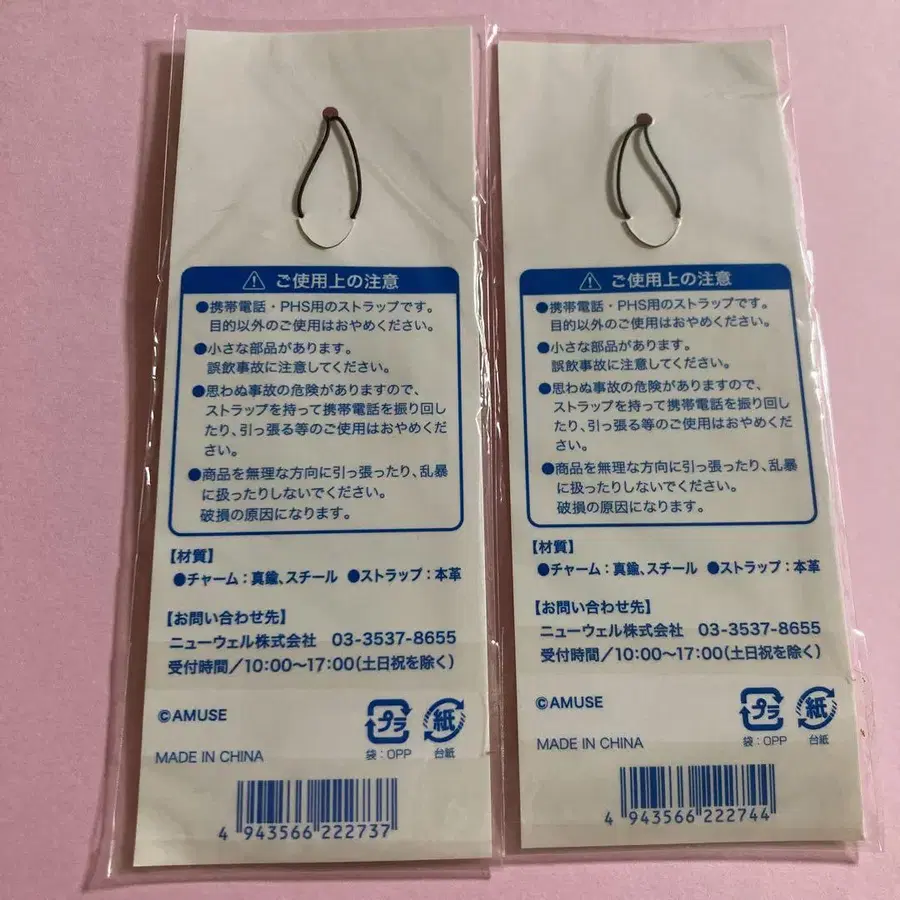 ⚠ ご使用上の注意
●携帯電話・PHS用のストラップです。
目的以外のご使用はおやめください。
●小さな部品があります。
誤飲事故に注意してください。
●思わぬ事故の危険がありますので、
ストラップを持って携帯電話を振り回し
たり、引っ張る等のご使用はおやめくだ
さい。
●商品を無理な方向に引っ張ったり、乱暴
に扱ったりしないでください。
破損の原因になります。
【材質】
●チャーム:真鍮、スチール ●ストラップ:本革
【お問い合わせ先】
ニューウェル株式会社 03-3537-8655
受付時間/10:00〜17:00(土日祝を除く)
©AMUSE
プラ
紙
袋:OPP
台紙
MADE IN CHINA
4 943566 222737
⚠ ご使用上の注意
●携帯電話・PHS用のストラップです。
目的以外のご使用はおやめください。
●小さな部品があります。
誤飲事故に注意してください。
●思わぬ事故の危険がありますので、
ストラップを持って携帯電話を振り回し
たり、引っ張る等のご使用はおやめくだ
さい。
●商品を無理な方向に引っ張ったり、乱暴
に扱ったりしないでください。
破損の原因になります。
【材質】
●チャーム:真鍮、スチール ●ストラップ:本革
【お問い合わせ先】
ニューウェル株式会社 03-3537-8655
受付時間/10:00〜17:00(土日祝を除く)
©AMUSE
プラ
紙
袋:OPP
台紙
MADE IN CHINA
4 943566 222744